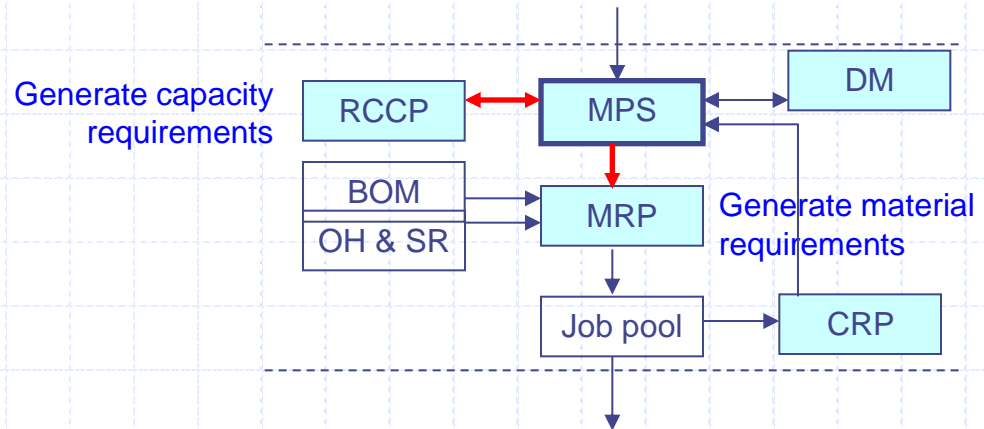 DM
Generate capacity
requirements
RCCP
MPS
BOM
OH & SR
MRP
Generate material
requirements
Job pool
CRP